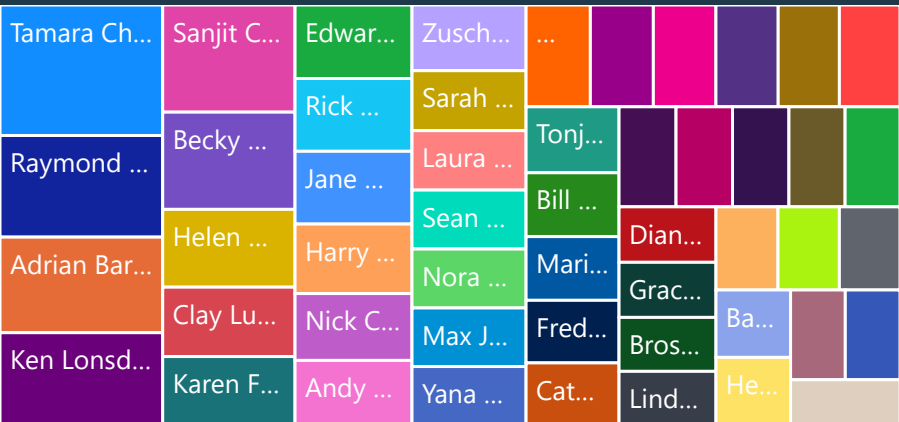 Tamara Ch...
Raymond ...
Adrian Bar...
Ken Lonsd...
Sanjit C...
Becky ...
Helen ...
Clay Lu...
Karen F...
Edwar...
Rick ...
Jane ...
Harry ...
Nick C...
Andy ...
Zusch...
Sarah ...
Laura ...
Sean ...
Nora ...
Max J...
Yana ...
...
Tonj...
Bill ...
Mari...
Fred...
Cat...
Dian...
Grac...
Bros...
Lind...
Ba...
He...